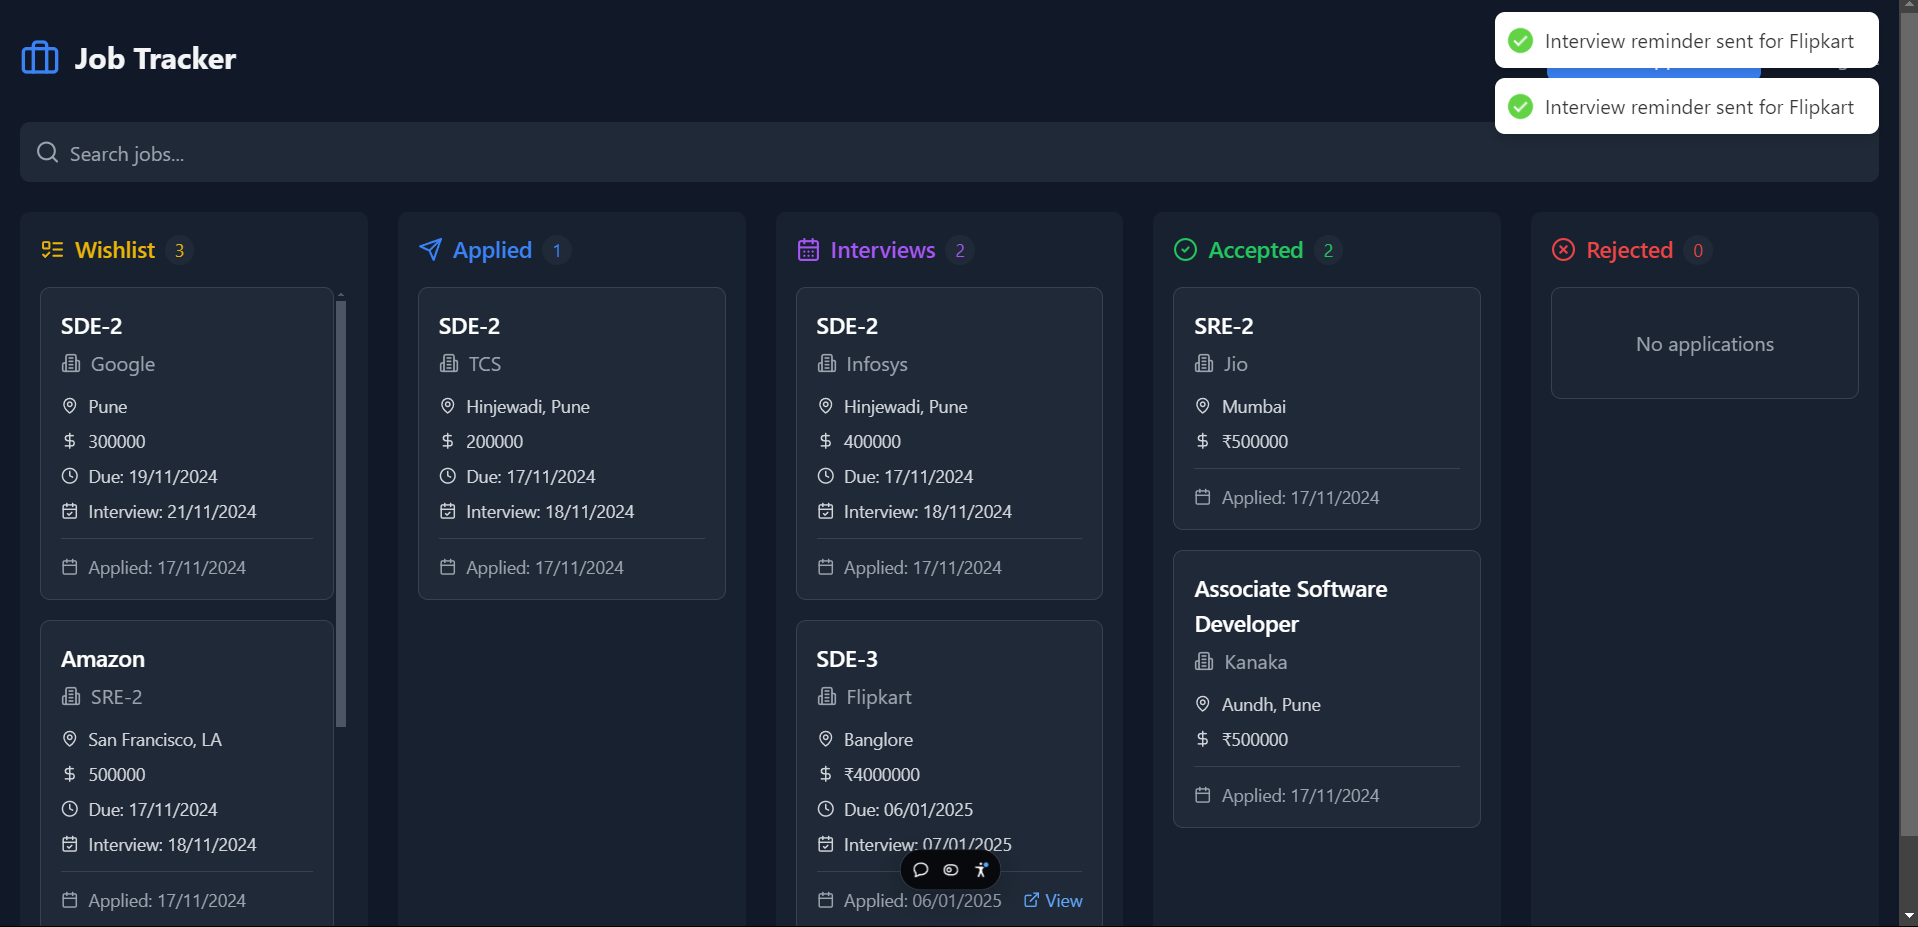 Job Tracker
Interview reminder sent for Flipkart
Interview reminder sent for Flipkart
Search jobs...
Wishlist 3
SDE-2
Google
Pune
$ 300000
Due: 19/11/2024
Interview: 21/11/2024
Applied: 17/11/2024
Amazon
SRE-2
San Francisco, LA
$ 500000
Due: 17/11/2024
Interview: 18/11/2024
Applied: 17/11/2024
Applied 1
SDE-2
TCS
Hinjewadi, Pune
$ 200000
Due: 17/11/2024
Interview: 18/11/2024
Applied: 17/11/2024
Interviews 2
SDE-2
Infosys
Hinjewadi, Pune
$ 400000
Due: 17/11/2024
Interview: 18/11/2024
Applied: 17/11/2024
SDE-3
Flipkart
Banglore
$ ₹4000000
Due: 06/01/2025
Interview: 07/01/2025
Applied: 06/01/2025 View
Accepted 2
SRE-2
Jio
Mumbai
$ ₹500000
Applied: 17/11/2024
Associate Software
Developer
Kanaka
Aundh, Pune
$ ₹500000
Applied: 17/11/2024
Rejected 0
No applications